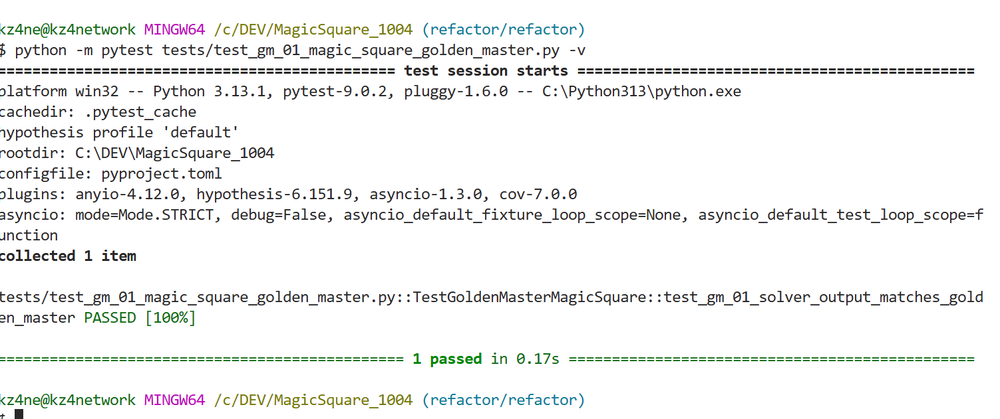 kz4ne@kz4network MINGW64 /c/DEV/MagicSquare_1004 (refactor/refactor)
$ python -m pytest tests/test_gm_01_magic_square_golden_master.py -v
============================================== test session starts ==============================================
platform win32 -- Python 3.13.1, pytest-9.0.2, pluggy-1.6.0 -- C:\Python313\python.exe
cachedir: .pytest_cache
hypothesis profile 'default'
rootdir: C:\DEV\MagicSquare_1004
configfile: pyproject.toml
plugins: anyio-4.12.0, hypothesis-6.151.9, asyncio-1.3.0, cov-7.0.0
asyncio: mode=Mode.STRICT, debug=False, asyncio_default_fixture_loop_scope=None, asyncio_default_test_loop_scope=f
unction
collected 1 item
tests/test_gm_01_magic_square_golden_master.py::TestGoldenMasterMagicSquare::test_gm_01_solver_output_matches_gold
en_master PASSED [100%]
=============================================== 1 passed in 0.17s ===============================================
kz4ne@kz4network MINGW64 /c/DEV/MagicSquare_1004 (refactor/refactor)
$